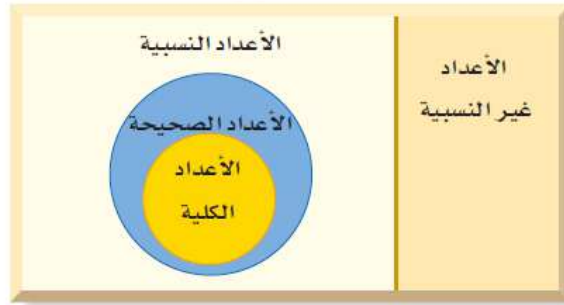 الأعداد النسبية
الأعداد
غير النسبية
الأعداد الصحيحة
الأعداد
الكلية